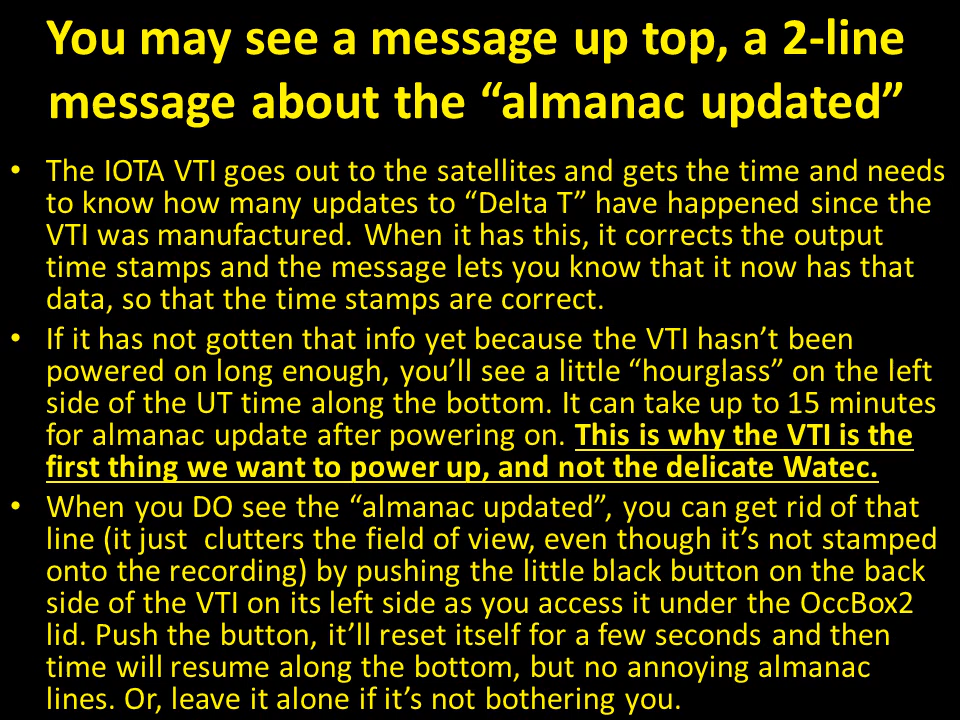 You may see a message up top, a 2-line
message about the “almanac updated”
• The IOTA VTI goes out to the satellites and gets the time and needs
to know how many updates to “Delta T” have happened since the
VTI was manufactured. When it has this, it corrects the output
time stamps and the message lets you know that it now has that
data, so that the time stamps are correct.
• If it has not gotten that info yet because the VTI hasn’t been
powered on long enough, you’ll see a little “hourglass” on the left
side of the UT time along the bottom. It can take up to 15 minutes
for almanac update after powering on. This is why the VTI is the
first thing we want to power up, and not the delicate Watec.
• When you DO see the “almanac updated”, you can get rid of that
line (it just clutters the field of view, even though it’s not stamped
onto the recording) by pushing the little black button on the back
side of the VTI on its left side as you access it under the OccBox2
lid. Push the button, it’ll reset itself for a few seconds and then
time will resume along the bottom, but no annoying almanac
lines. Or, leave it alone if it’s not bothering you.